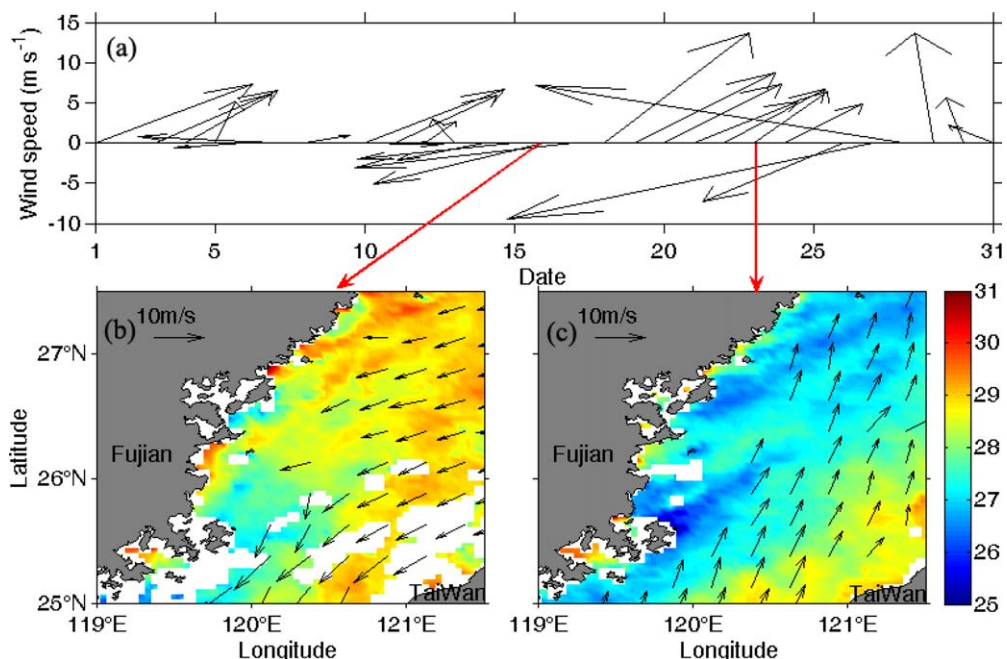 (a)
Wind speed (m s⁻¹)
15
10
5
0
-5
-10
1
5
10
15
20
25
31
Date
(b)
10m/s
Fujian
TaiWan
Latitude
27°N
26°N
25°N
119°E
120°E
121°E
Longitude
(c)
10m/s
Fujian
TaiWan
119°E
120°E
121°E
Longitude
31
30
29
28
27
26
25